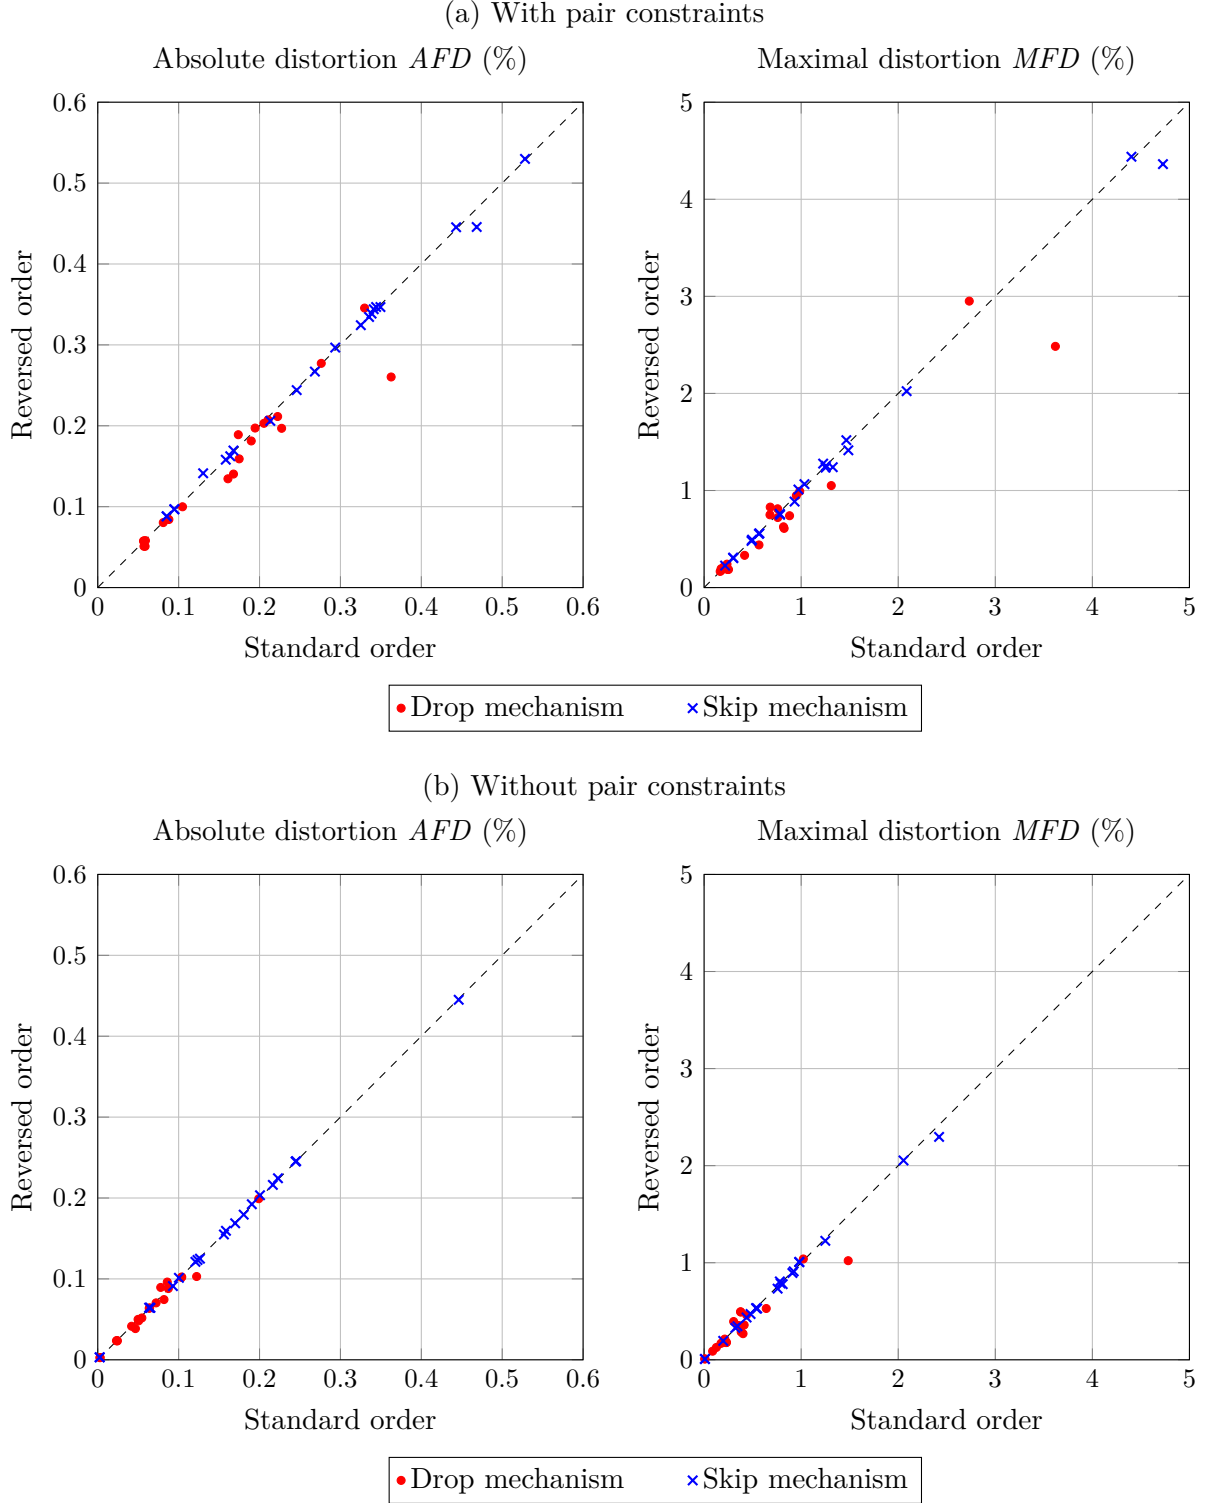 (a) With pair constraints
Absolute distortion AFD (%)
Reversed order
0.6
0.5
0.4
0.3
0.2
0.1
0
0 0.1 0.2 0.3 0.4 0.5 0.6
Standard order
Maximal distortion MFD (%)
Reversed order
5
4
3
2
1
0
0 1 2 3 4 5
Standard order
Drop mechanism Skip mechanism
(b) Without pair constraints
Absolute distortion AFD (%)
Reversed order
0.6
0.5
0.4
0.3
0.2
0.1
0
0 0.1 0.2 0.3 0.4 0.5 0.6
Standard order
Maximal distortion MFD (%)
Reversed order
5
4
3
2
1
0
0 1 2 3 4 5
Standard order
Drop mechanism Skip mechanism